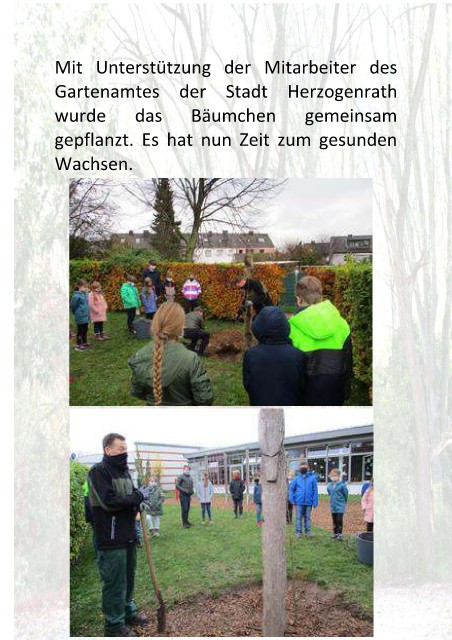 Mit Unterstützung der Mitarbeiter des
Gartenamtes der Stadt Herzogenrath
wurde das Bäumchen gemeinsam
gepflanzt. Es hat nun Zeit zum gesunden
Wachsen.